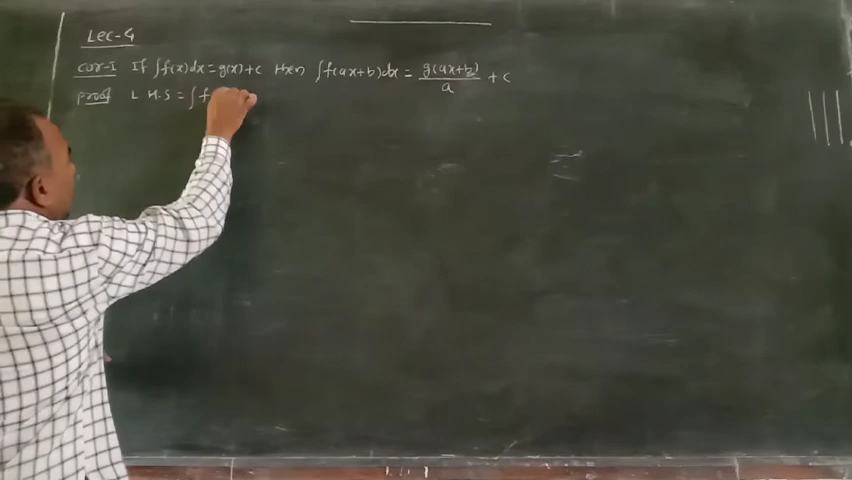 Lec-4
Cor-I If ∫f(x)dx = g(x)+c then ∫f(ax+b)dx = g(ax+b)/a + c
Proof L.H.S = ∫f